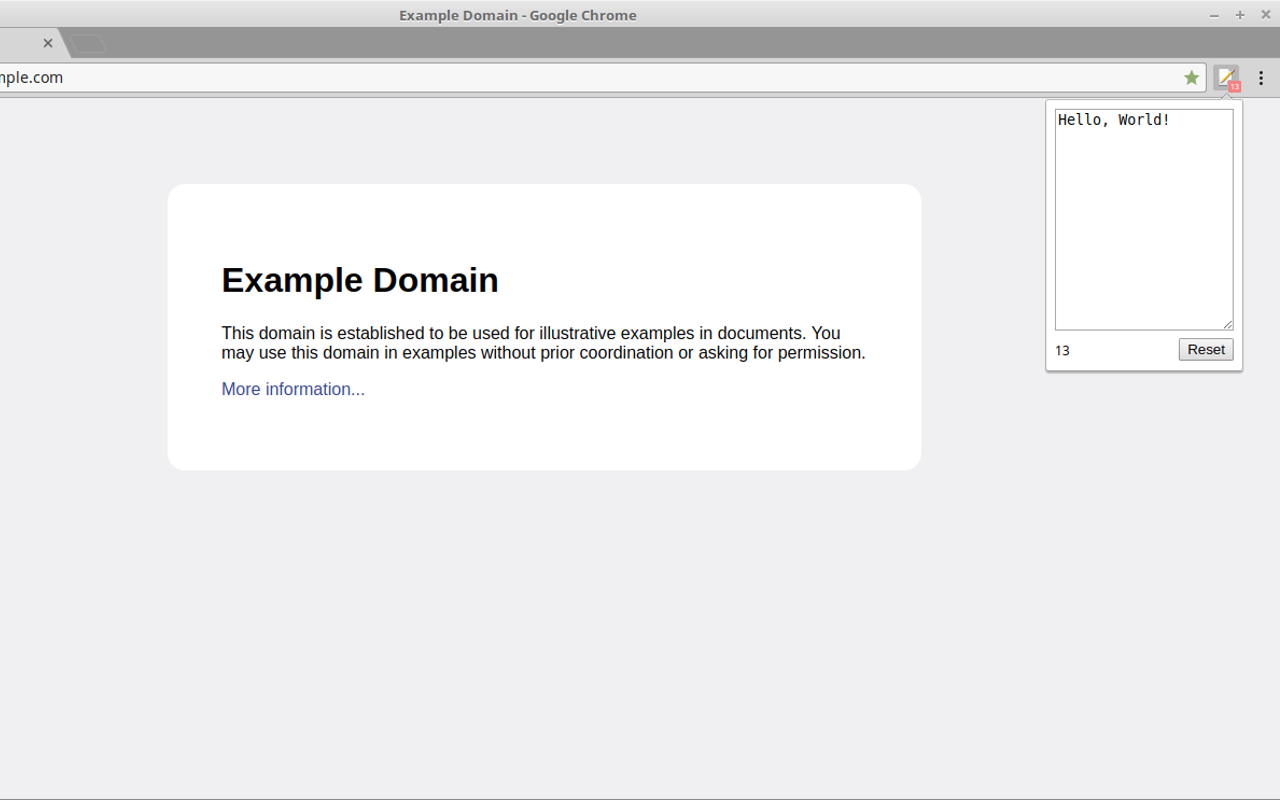 Example Domain - Google Chrome
mple.com
13
Hello, World!
13
Reset
Example Domain
This domain is established to be used for illustrative examples in documents. You
may use this domain in examples without prior coordination or asking for permission.
More information...